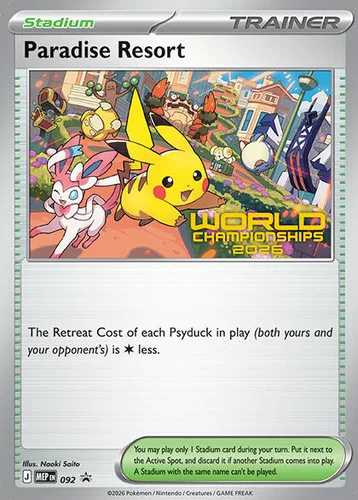 Stadium
TRAINER
Paradise Resort
WORLD
CHAMPIONSHIPS
2026
The Retreat Cost of each Psyduck in play (both yours and
your opponent's) is less.
Illus. Naoki Saito
J MEP EN 092
You may play only 1 Stadium card during your turn. Put it next to
the Active Spot, and discard it if another Stadium comes into play.
A Stadium with the same name can't be played.
©2026 Pokémon / Nintendo / Creatures / GAME FREAK